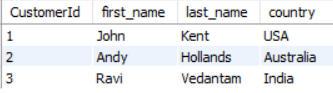 CustomerId first_name last_name country
1 John Kent USA
2 Andy Hollands Australia
3 Ravi Vedantam India